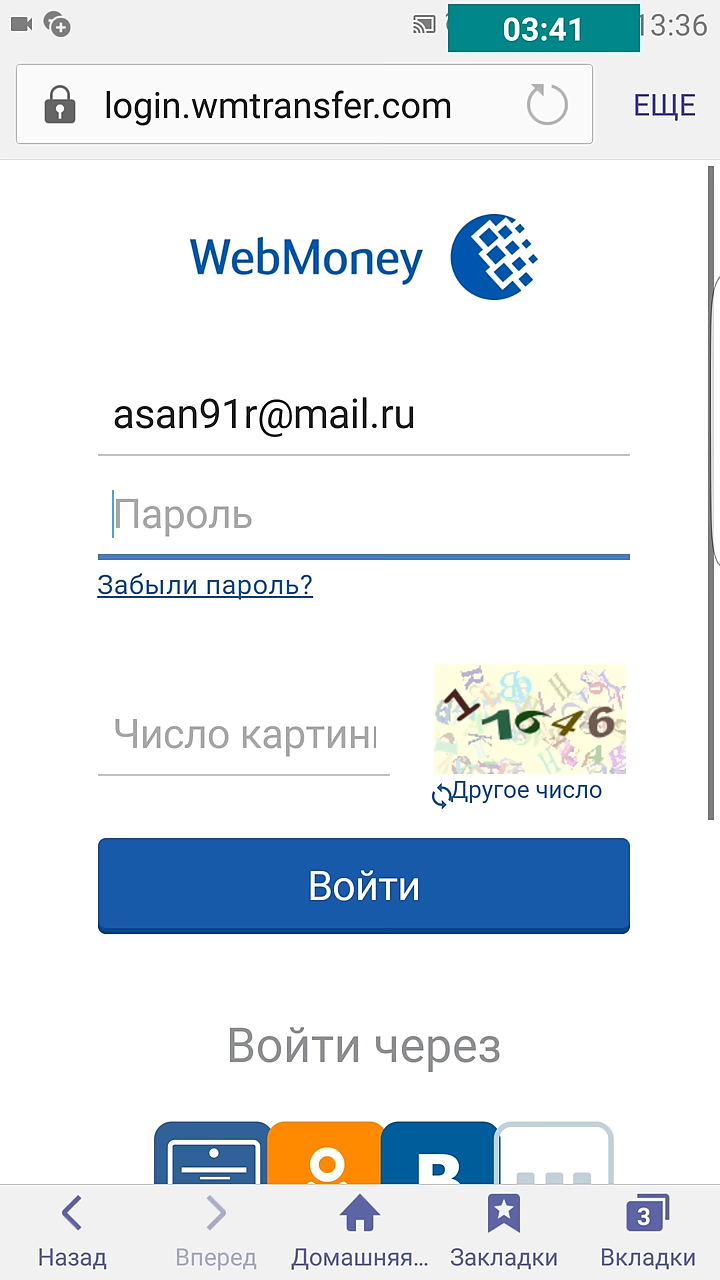 03:41
13:36
login.wmtransfer.com
ЕЩЕ
WebMoney
asan91r@mail.ru
Пароль
Забыли пароль?
Число картин
11646
Другое число
Войти
Войти через
В
Назад
Вперед
Домашняя...
Закладки
3
Вкладки